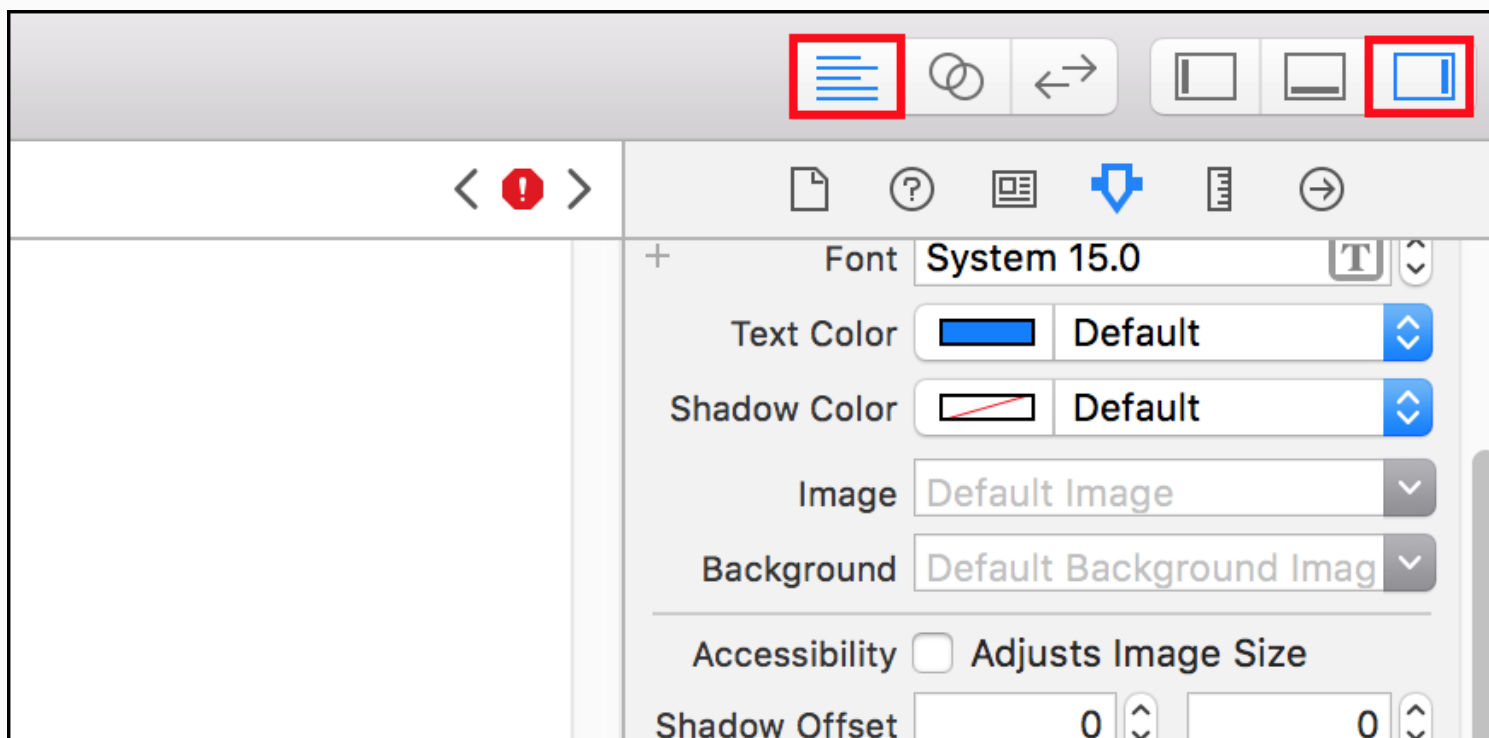 Font System 15.0 T
Text Color Default
Shadow Color Default
Image Default Image
Background Default Background Imag
Accessibility Adjusts Image Size
Shadow Offset 0 0